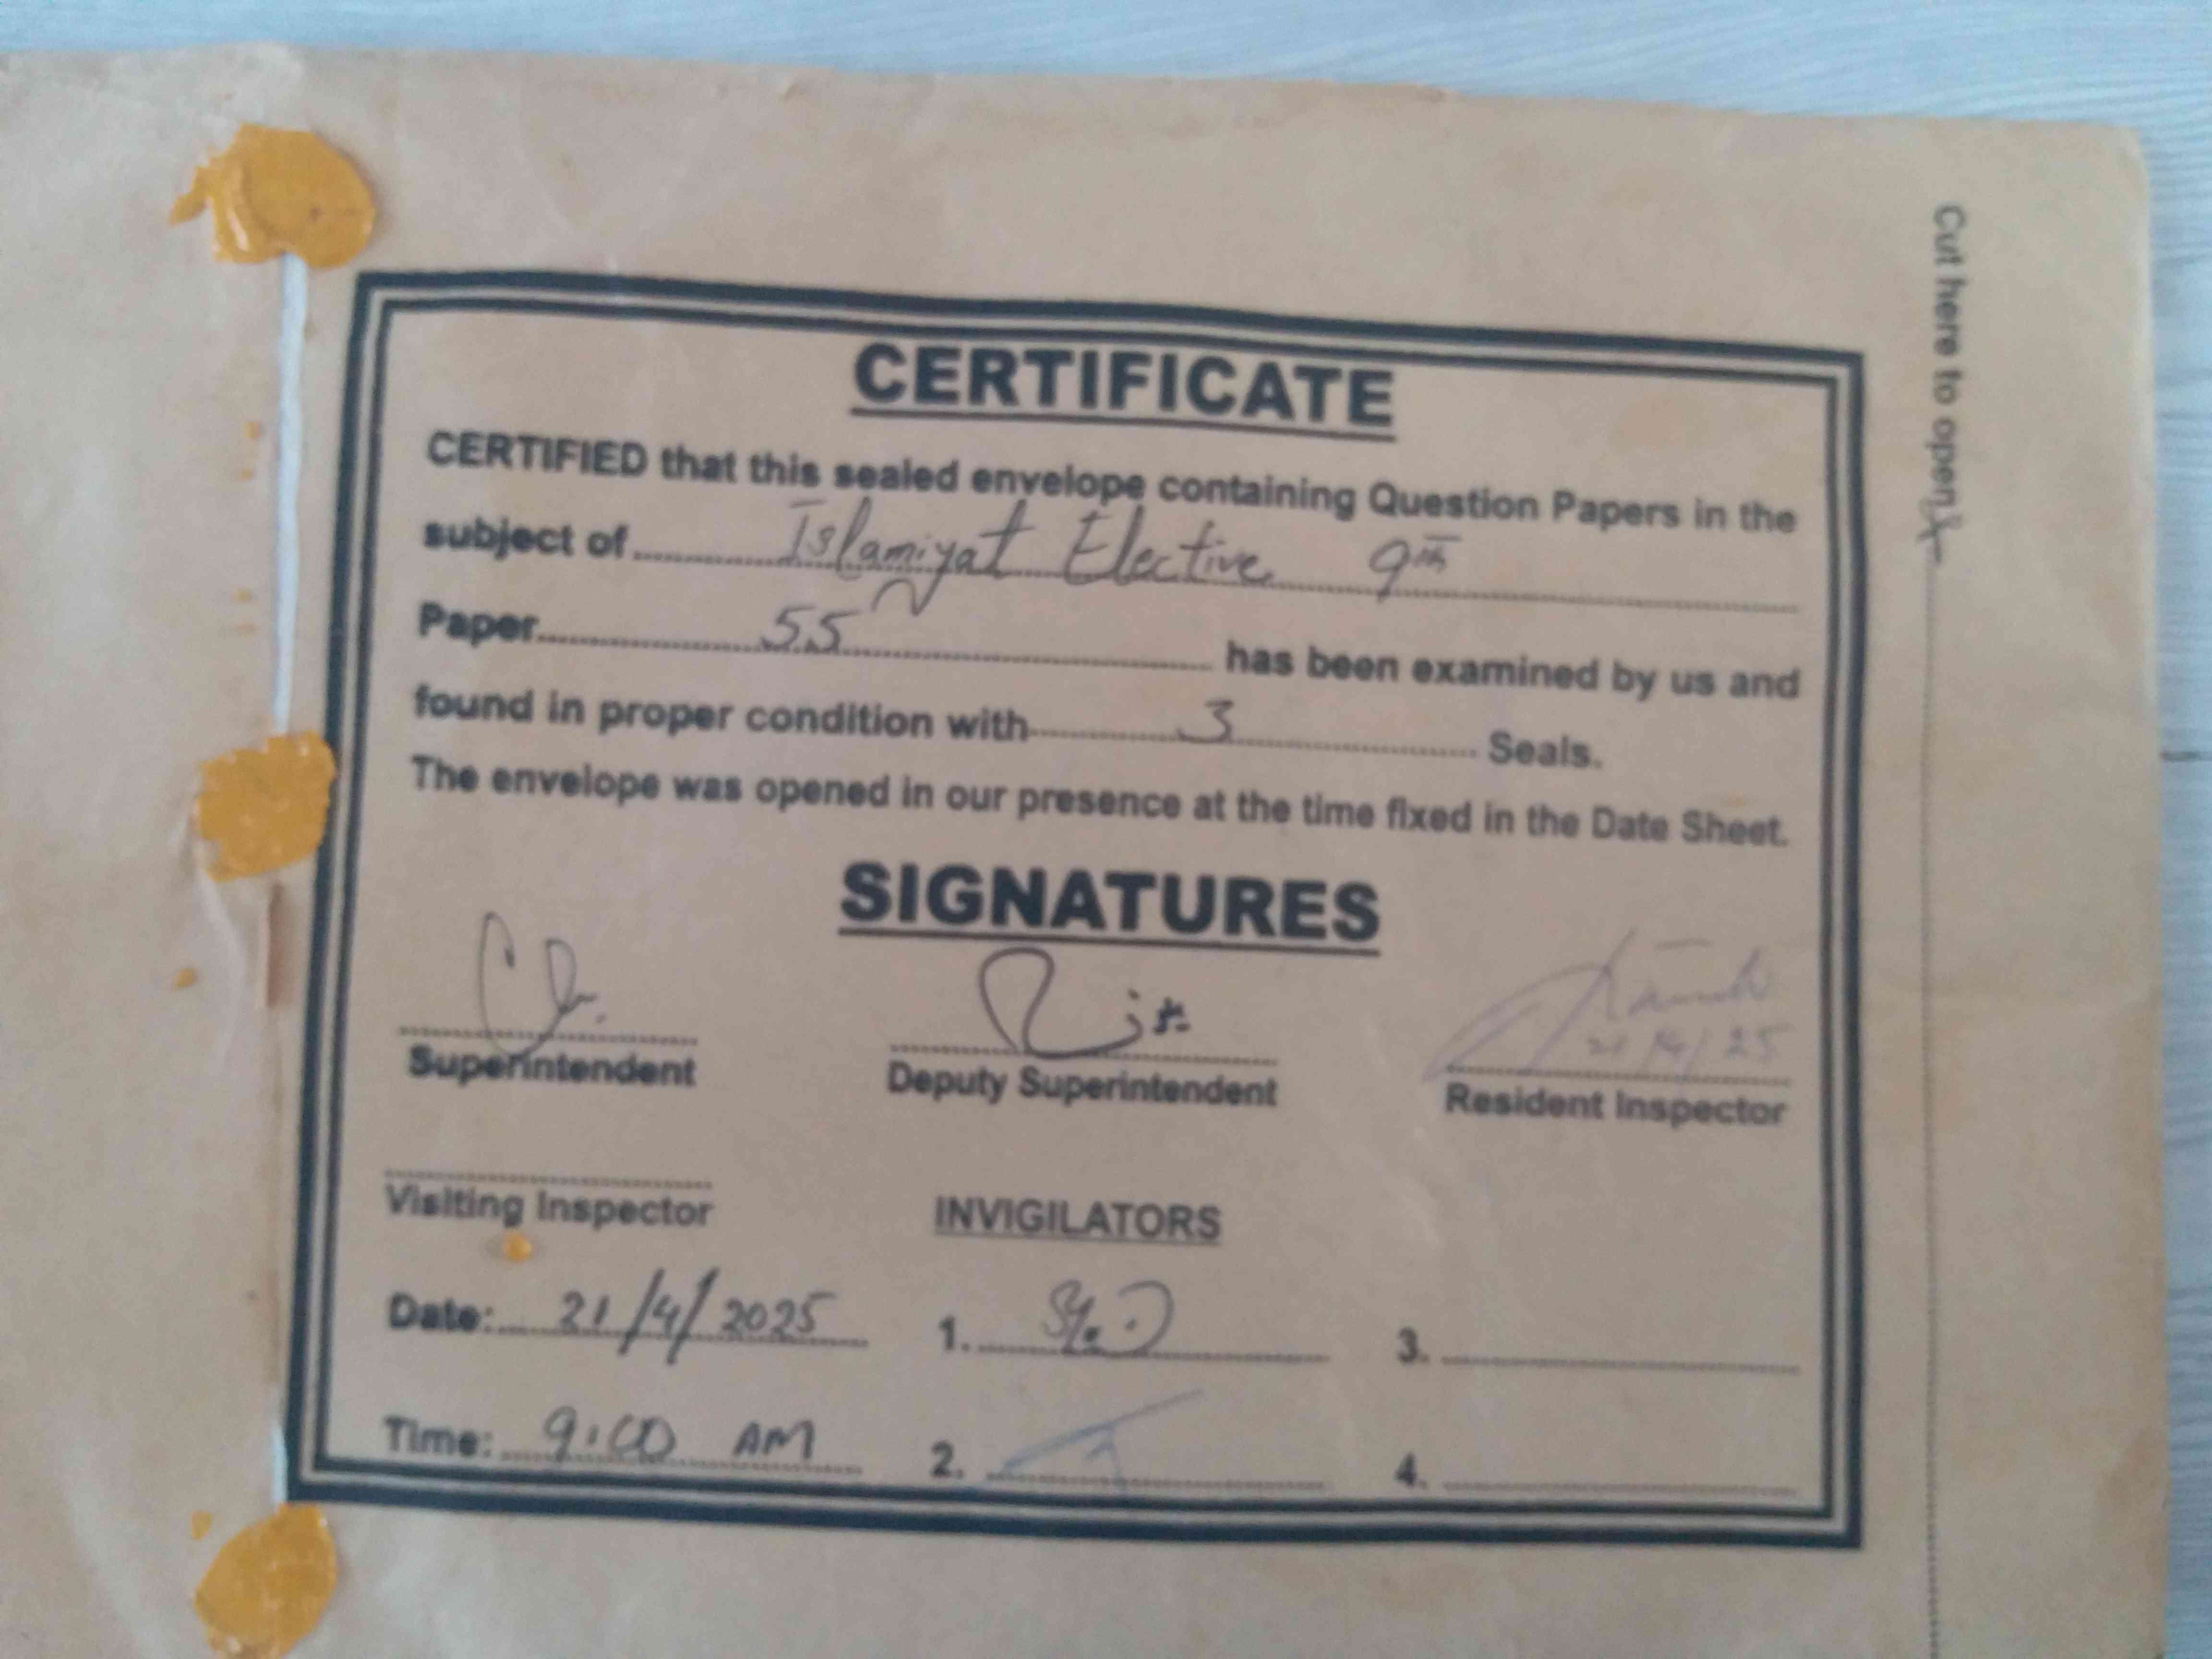 CERTIFICATE
CERTIFIED that this sealed envelope containing Question Papers in the
subject of Islamiyat Elective 9th
Paper 55 has been examined by us and
found in proper condition with 3 Seals.
The envelope was opened in our presence at the time fixed in the Date Sheet.
SIGNATURES
21/4/25
Superintendent Deputy Superintendent Resident Inspector
Visiting Inspector INVIGILATORS
Date: 21/4/2025 1. 3.
Time: 9:00 AM 2. 4.
Cut here to open